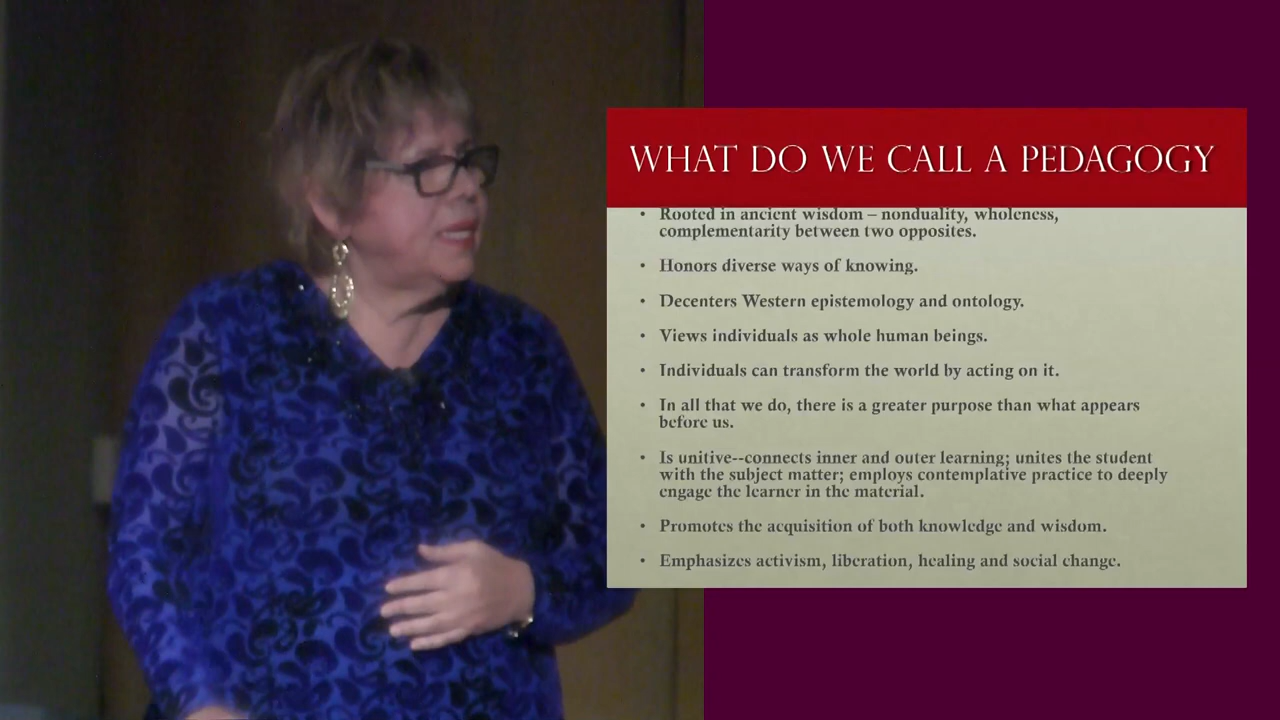 WHAT DO WE CALL A PEDAGOGY
• Rooted in ancient wisdom – nonduality, wholeness,
complementarity between two opposites.
• Honors diverse ways of knowing.
• Decenters Western epistemology and ontology.
• Views individuals as whole human beings.
• Individuals can transform the world by acting on it.
• In all that we do, there is a greater purpose than what appears
before us.
• Is unitive--connects inner and outer learning; unites the student
with the subject matter; employs contemplative practice to deeply
engage the learner in the material.
• Promotes the acquisition of both knowledge and wisdom.
• Emphasizes activism, liberation, healing and social change.